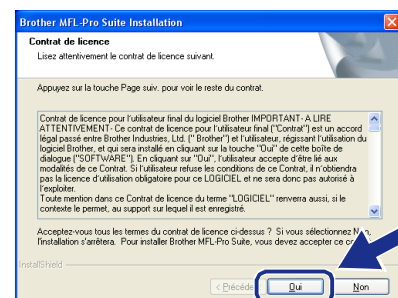 Brother MFL-Pro Suite Installation
Contrat de licence
Lisez attentivement le contrat de licence suivant.
Appuyez sur la touche Page suiv. pour voir le reste du contrat.
Contrat de licence pour l'utilisateur final du logiciel Brother IMPORTANT- A LIRE
ATTENTIVEMENT- Ce contrat de licence pour l'utilisateur final ("Contrat") est un accord
légal passé entre Brother Industries, Ltd. (" Brother") et l'utilisateur, régissant l'utilisation du
logiciel Brother, et qui sera installé en cliquant sur la touche "Oui" de cette boîte de
dialogue ("SOFTWARE"). En cliquant sur "Oui", l'utilisateur accepte d'être lié aux
modalités de ce Contrat. Si l'utilisateur refuse les conditions de ce Contrat, il n'obtiendra
pas la licence d'utilisation obligatoire pour ce LOGICIEL et ne sera donc pas autorisé à
l'exploiter.
Toute mention dans ce Contrat de licence du terme "LOGICIEL" renverra aussi, si le
contexte le permet, au support sur lequel il est enregistré.
Acceptez-vous tous les termes du contrat de licence ci-dessus ? Si vous sélectionnez Non,
l'installation s'arrêtera. Pour installer Brother MFL-Pro Suite, vous devez accepter ce
InstallShield
< Précéde
Oui
Non